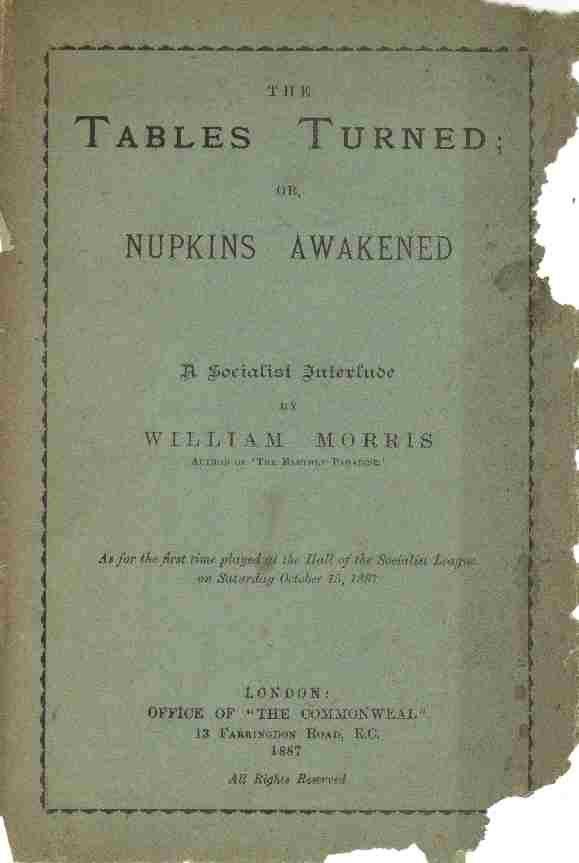 THE
TABLES TURNED;
OR,
NUPKINS AWAKENED
A Socialist Interlude
BY
WILLIAM MORRIS
AUTHOR OF 'THE EARTHLY PARADISE.'
As for the first time played at the Hall of the Socialist League
on Saturday October 15, 1887
LONDON:
OFFICE OF "THE COMMONWEAL"
13 FARRINGDON ROAD, E.C.
1887
All Rights Reserved